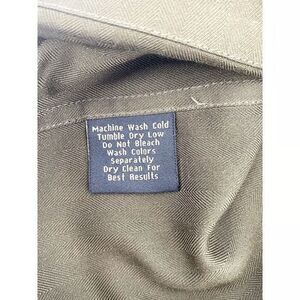 Machine Wash Cold
Tumble Dry Low
Do Not Bleach
Wash Colors
Separately
Dry Clean For
Best Results